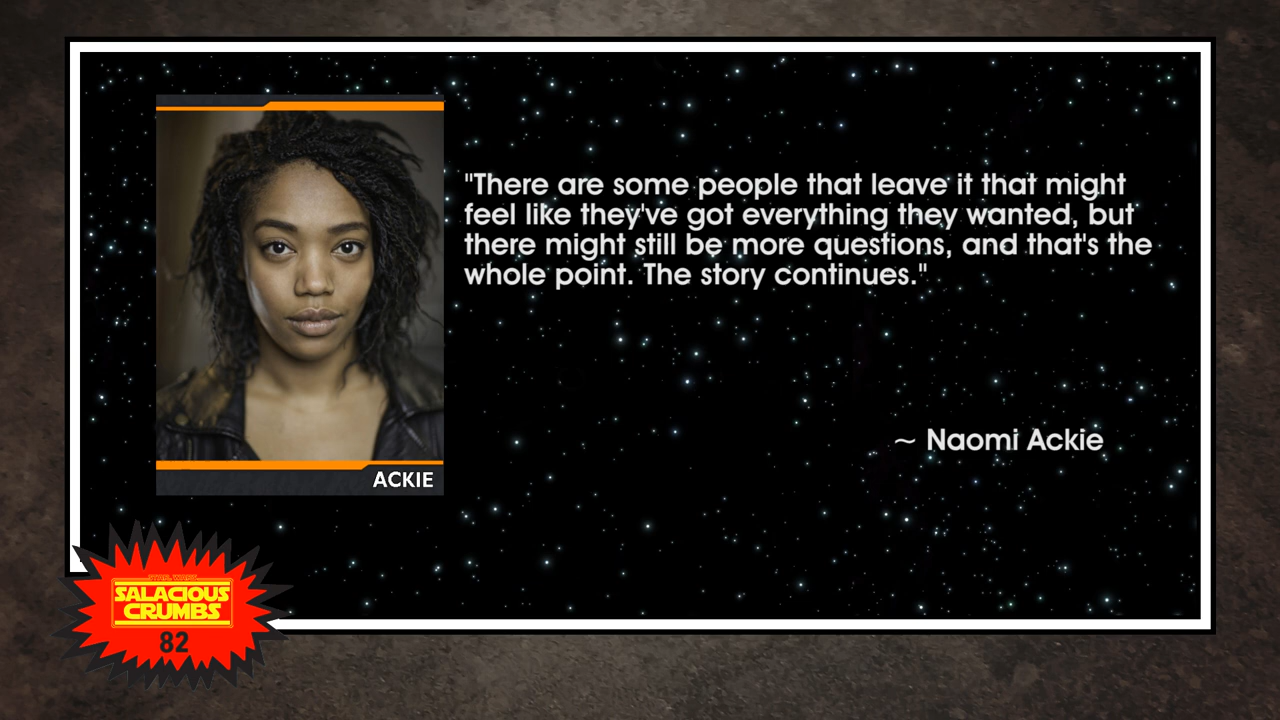 "There are some people that leave it that might
feel like they've got everything they wanted, but
there might still be more questions, and that's the
whole point. The story continues."
~ Naomi Ackie
ACKIE
STAR WARS
SALACIOUS
CRUMBS
82